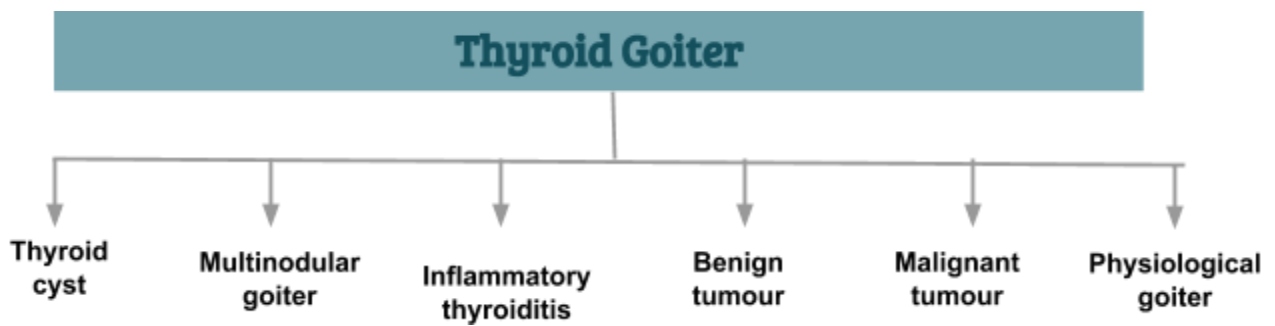 Thyroid Goiter
Thyroid
cyst
Multinodular
goiter
Inflammatory
thyroiditis
Benign
tumour
Malignant
tumour
Physiological
goiter